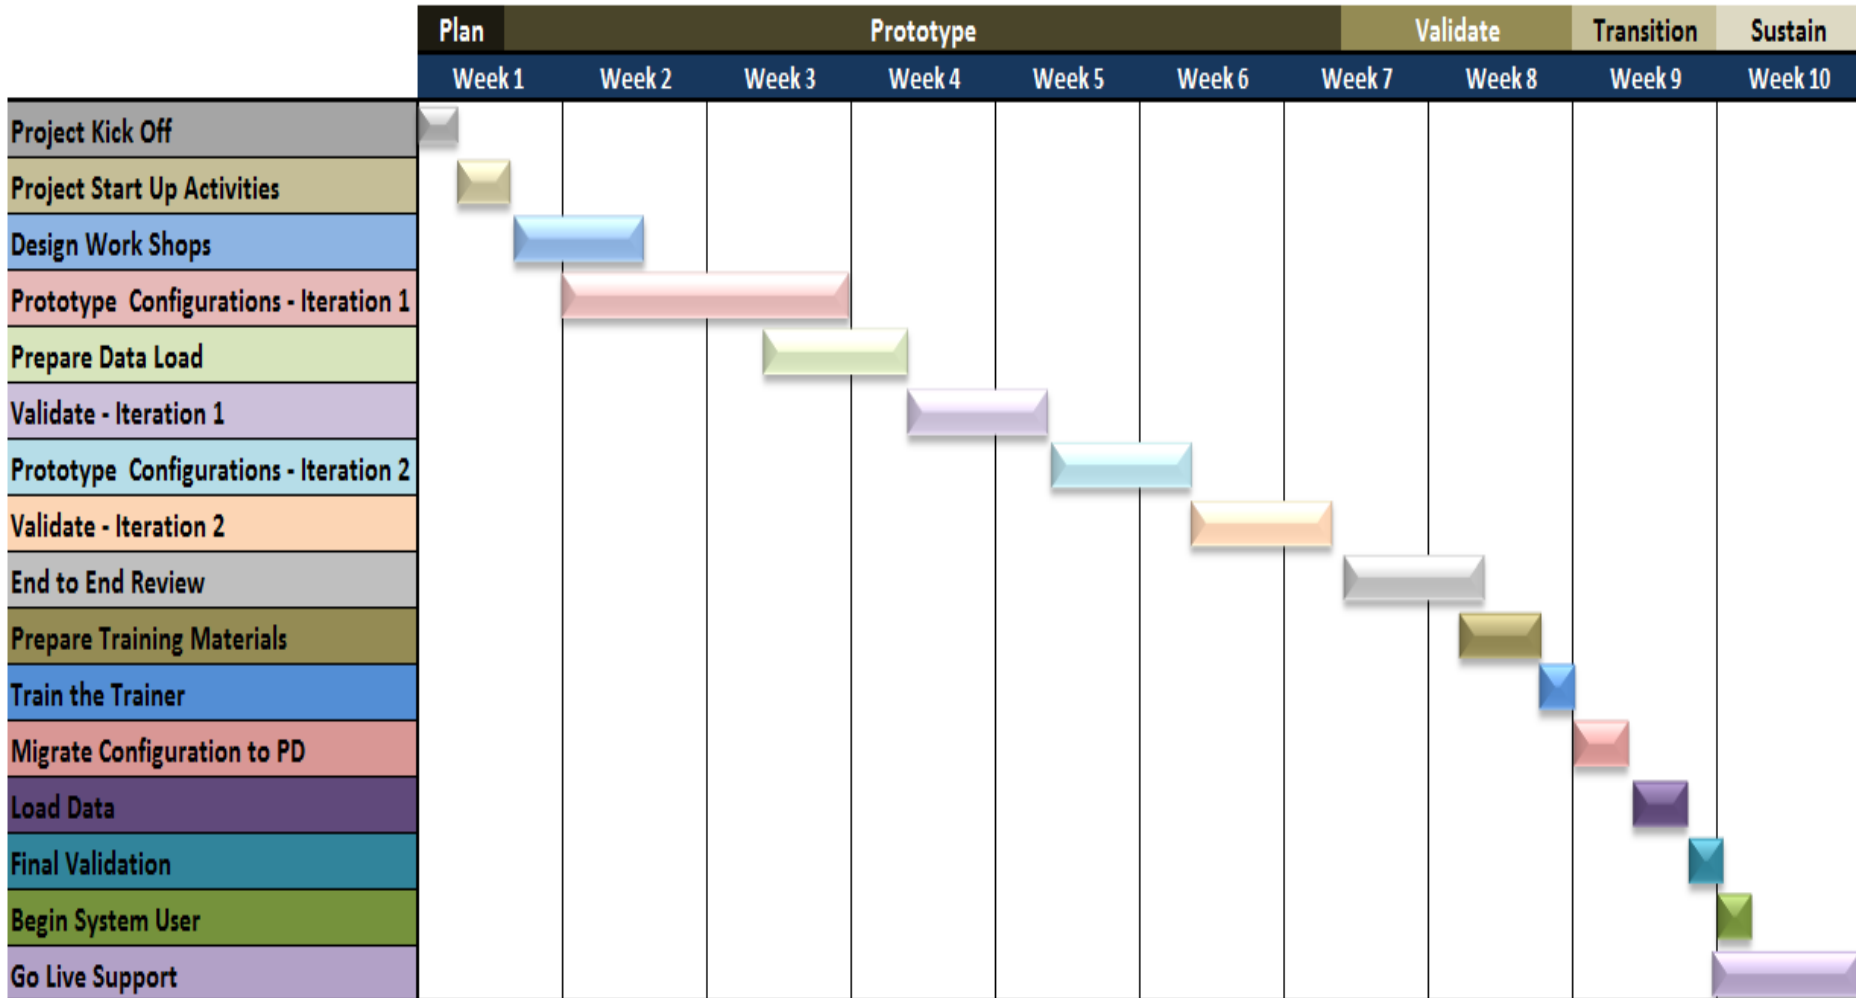 Plan Prototype Validate Transition Sustain
Week 1 Week 2 Week 3 Week 4 Week 5 Week 6 Week 7 Week 8 Week 9 Week 10
Project Kick Off
Project Start Up Activities
Design Work Shops
Prototype  Configurations - Iteration 1
Prepare Data Load
Validate - Iteration 1
Prototype  Configurations - Iteration 2
Validate - Iteration 2
End to End Review
Prepare Training Materials
Train the Trainer
Migrate Configuration to PD
Load Data
Final Validation
Begin System User
Go Live Support